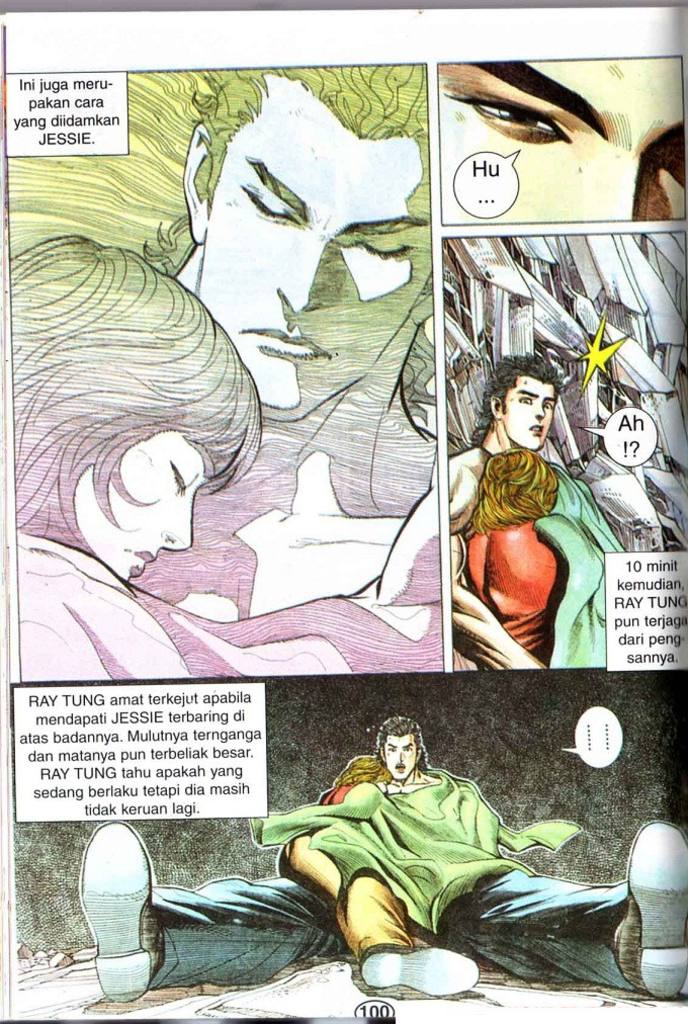 Ini juga meru-
pakan cara
yang diidamkan
JESSIE.
Hu
...
Ah
!?
10 minit
kemudian,
RAY TUNG
pun terjaga
dari peng-
sannya.
RAY TUNG amat terkejut apabila
mendapati JESSIE terbaring di
atas badannya. Mulutnya ternganga
dan matanya pun terbeliak besar.
RAY TUNG tahu apakah yang
sedang berlaku tetapi dia masih
tidak keruan lagi.
!!
100